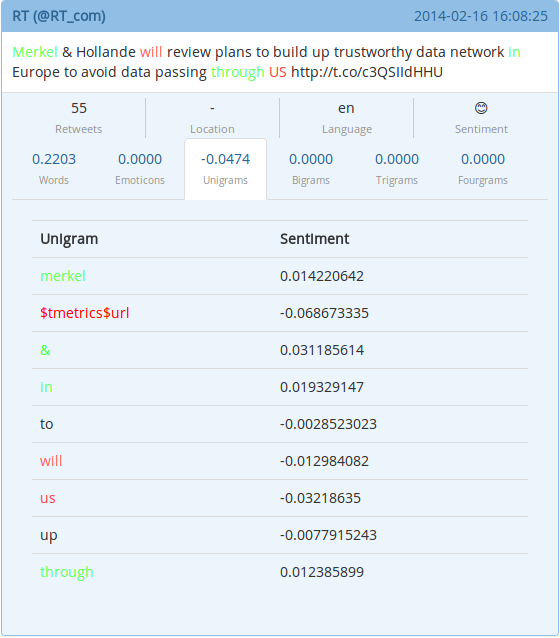 RT (@RT_com) 2014-02-16 16:08:25
Merkel & Hollande will review plans to build up trustworthy data network in
Europe to avoid data passing through US http://t.co/c3QSIIdHHU
55 - en 😊
Retweets Location Language Sentiment
0.2203 0.0000 -0.0474 0.0000 0.0000 0.0000
Words Emoticons Unigrams Bigrams Trigrams Fourgrams
Unigram Sentiment
merkel 0.014220642
$tmetrics$url -0.068673335
& 0.031185614
in 0.019329147
to -0.0028523023
will -0.012984082
us -0.03218635
up -0.0077915243
through 0.012385899